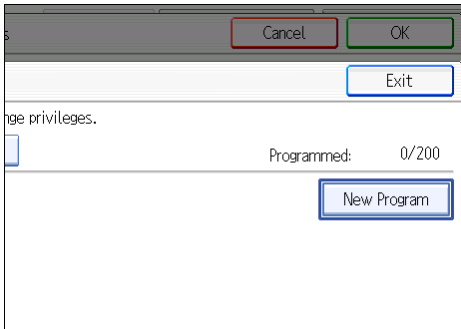 s Cancel OK
Exit
nge privileges.
Programmed: 0/200
New Program